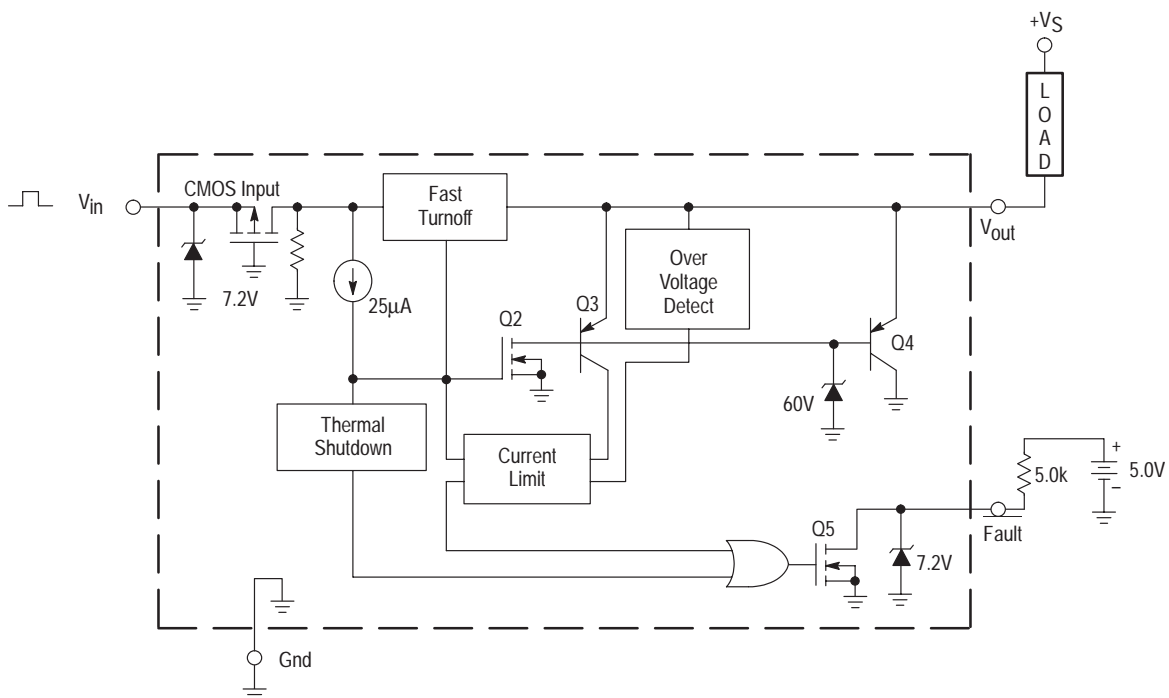 +VS
L
O
A
D
CMOS Input
Fast
Turnoff
Vin
Vout
Over
Voltage
Detect
7.2V
25μA
Q3
Q2
Q4
60V
Thermal
Shutdown
Current
Limit
+
5.0k
5.0V
–
Q5
Fault
7.2V
Gnd